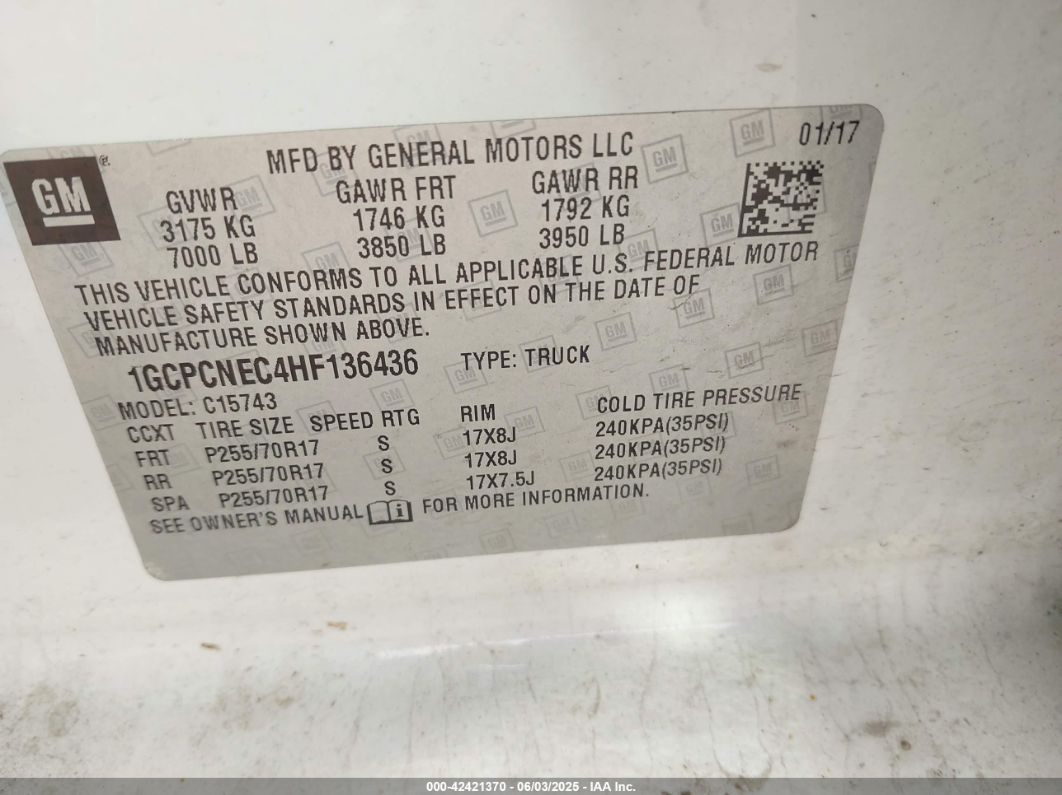 GM
®
MFD BY GENERAL MOTORS LLC
01/17
GVWR GAWR FRT GAWR RR
3175 KG 1746 KG 1792 KG
7000 LB 3850 LB 3950 LB
THIS VEHICLE CONFORMS TO ALL APPLICABLE U.S. FEDERAL MOTOR
VEHICLE SAFETY STANDARDS IN EFFECT ON THE DATE OF
MANUFACTURE SHOWN ABOVE.
1GCPCNEC4HF136436 TYPE: TRUCK
MODEL: C15743
CCXT TIRE SIZE SPEED RTG RIM COLD TIRE PRESSURE
FRT P255/70R17 S 17X8J 240KPA(35PSI)
RR P255/70R17 S 17X8J 240KPA(35PSI)
SPA P255/70R17 S 17X7.5J 240KPA(35PSI)
SEE OWNER'S MANUAL FOR MORE INFORMATION.
000-42421370 - 06/03/2025 - IAA Inc.